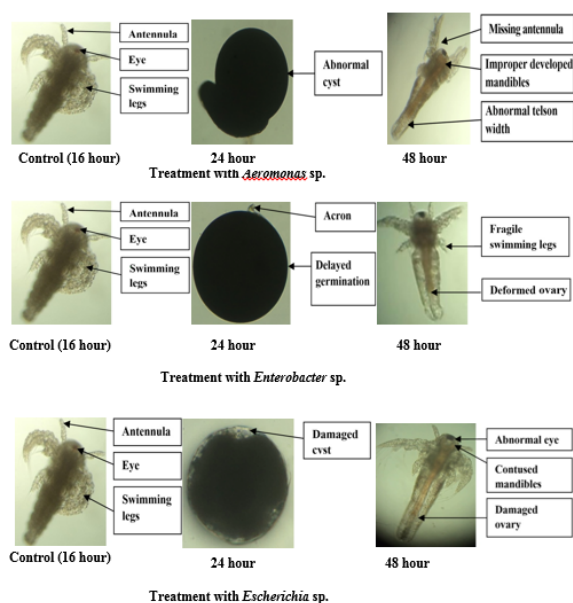 Antennula
Eye
Swimming
legs
Abnormal
cyst
Missing antennula
Improper developed
mandibles
Abnormal telson
width
Control (16 hour)
24 hour
48 hour
Treatment with Aeromonas sp.
Antennula
Eye
Swimming
legs
Acron
Delayed
germination
Fragile
swimming legs
Deformed ovary
Control (16 hour)
24 hour
48 hour
Treatment with Enterobacter sp.
Antennula
Eye
Swimming
legs
Damaged
cyst
Abnormal eye
Contused
mandibles
Damaged
ovary
Control (16 hour)
24 hour
48 hour
Treatment with Escherichia sp.